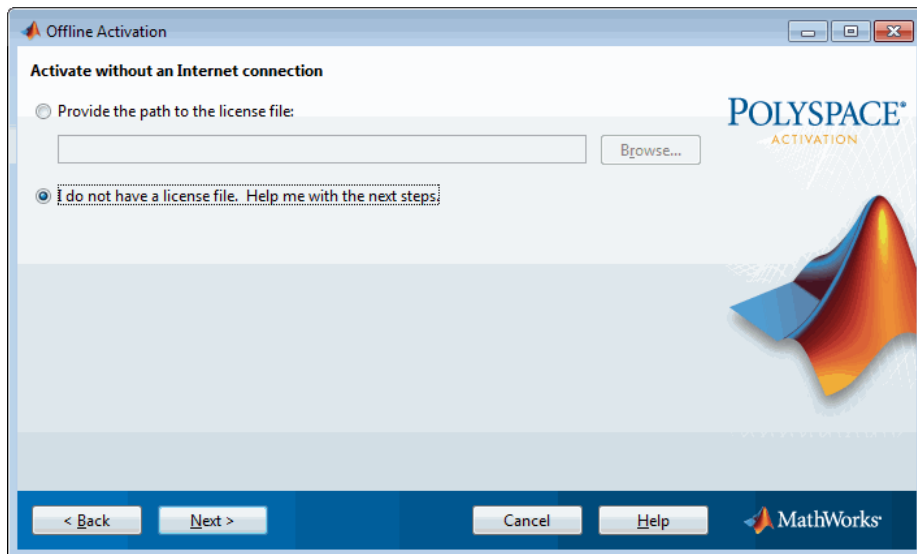 Offline Activation
Activate without an Internet connection
Provide the path to the license file:
POLYSPACE®
ACTIVATION
Browse...
I do not have a license file.  Help me with the next steps.
< Back
Next >
Cancel
Help
MathWorks®